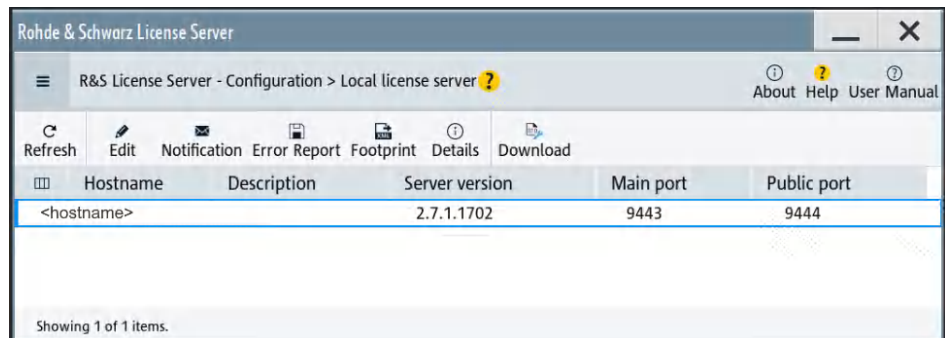 Rohde & Schwarz License Server
≡ R&S License Server - Configuration > Local license server ?
About Help User Manual
Refresh Edit Notification Error Report Footprint Details Download
Hostname Description Server version Main port Public port
<hostname> 2.7.1.1702 9443 9444
Showing 1 of 1 items.